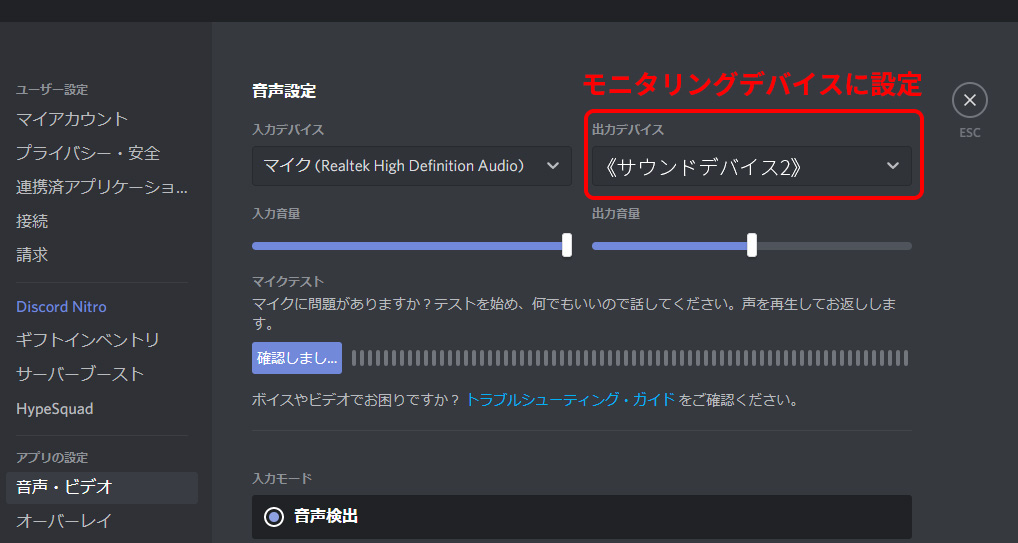 ユーザー設定
マイアカウント
プライバシー・安全
連携済アプリケーショ...
接続
請求
Discord Nitro
ギフトインベントリ
サーバーブースト
HypeSquad
アプリの設定
音声・ビデオ
オーバーレイ
音声設定
モニタリングデバイスに設定
入力デバイス
マイク (Realtek High Definition Audio)
出力デバイス
《サウンドデバイス2》
入力音量
出力音量
マイクテスト
マイクに問題がありますか？テストを始め、何でもいいので話してください。声を再生してお返ししま
す。
確認しまし...
ボイスやビデオでお困りですか？ トラブルシューティング・ガイド をご確認ください。
入力モード
音声検出
ESC